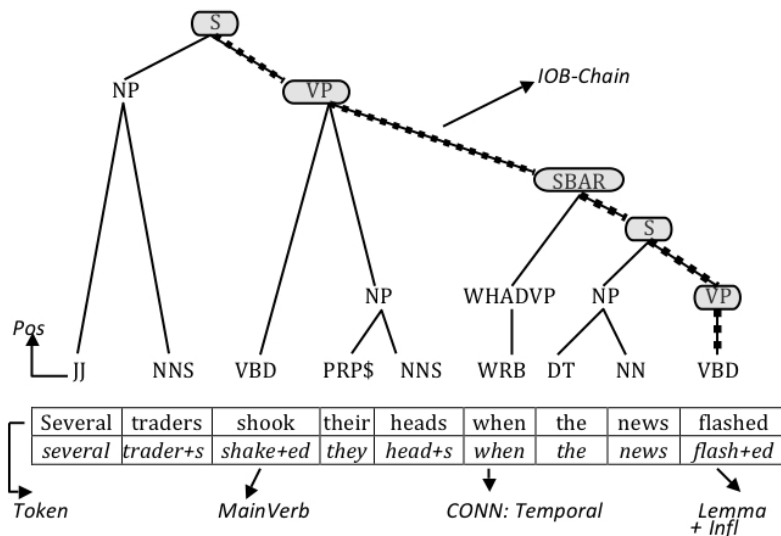 S
NP
VP
IOB-Chain
SBAR
S
NP WHADVP NP VP
Pos
JJ NNS VBD PRP$ NNS WRB DT NN VBD
Several traders shook their heads when the news flashed
several trader+s shake+ed they head+s when the news flash+ed
Token MainVerb CONN: Temporal Lemma
+ Infl